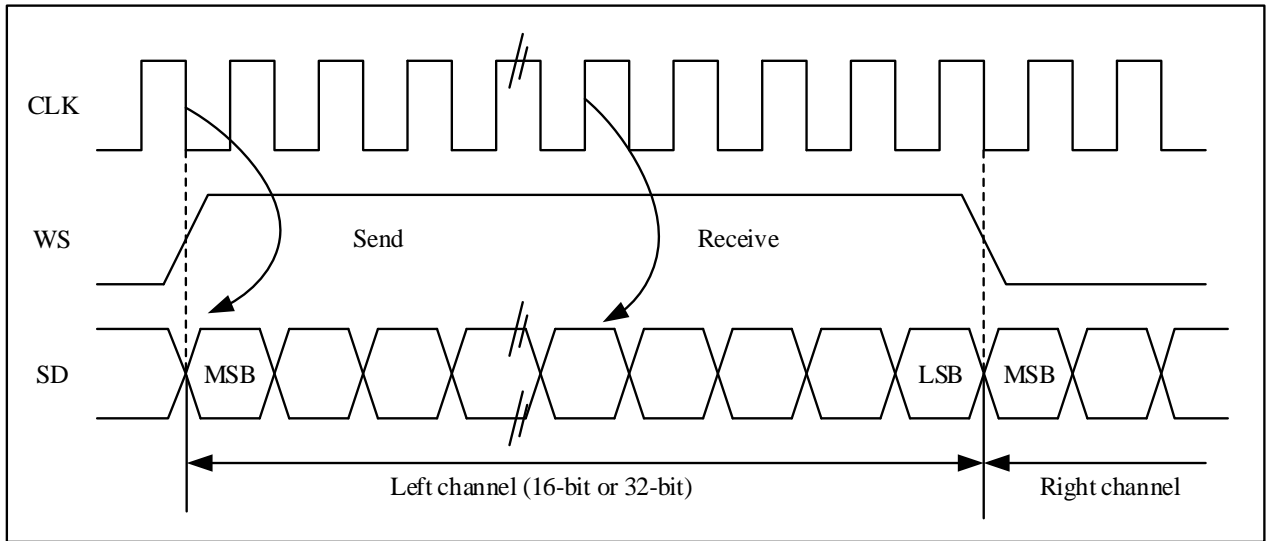 CLK
WS
Send
Receive
SD
MSB
LSB
MSB
Left channel (16-bit or 32-bit)
Right channel